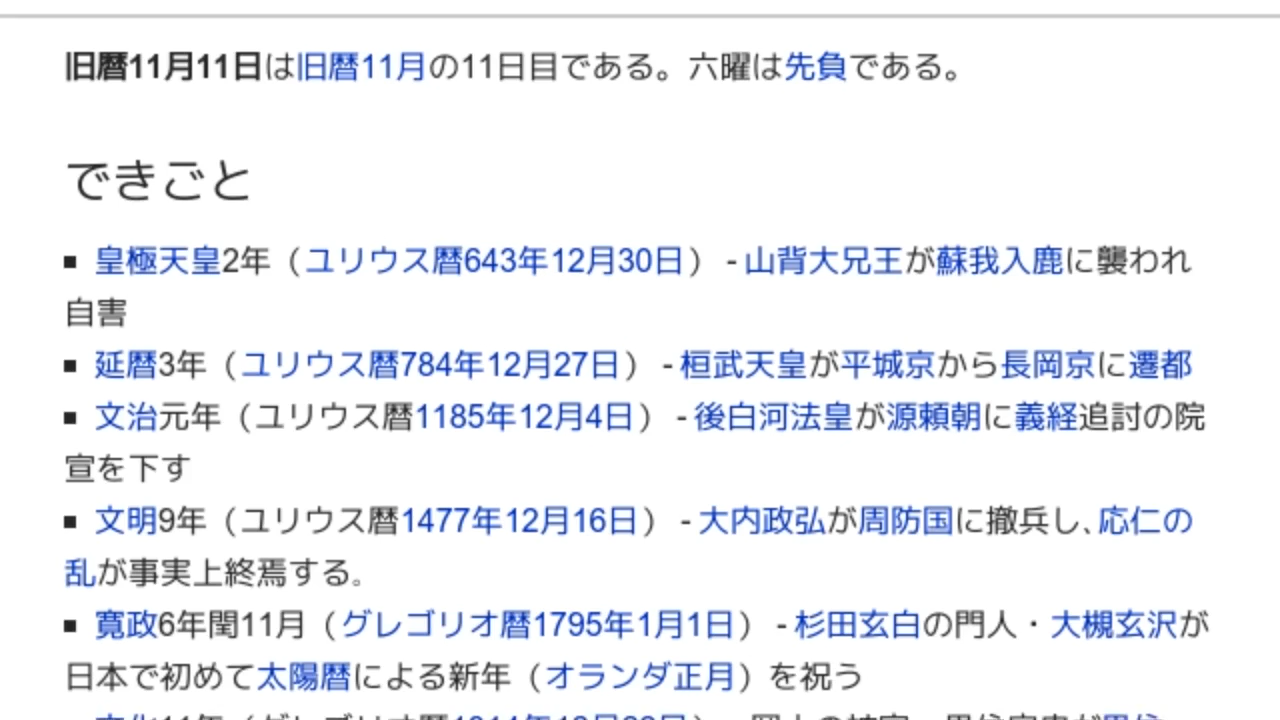 旧暦11月11日は旧暦11月の11日目である。六曜は先負である。
できごと
▪ 皇極天皇2年（ユリウス暦643年12月30日） - 山背大兄王が蘇我入鹿に襲われ
自害
▪ 延暦3年（ユリウス暦784年12月27日） - 桓武天皇が平城京から長岡京に遷都
▪ 文治元年（ユリウス暦1185年12月4日） - 後白河法皇が源頼朝に義経追討の院
宣を下す
▪ 文明9年（ユリウス暦1477年12月16日） - 大内政弘が周防国に撤兵し、応仁の
乱が事実上終焉する。
▪ 寛政6年閏11月（グレゴリオ暦1795年1月1日） - 杉田玄白の門人・大槻玄沢が
日本で初めて太陽暦による新年（オランダ正月）を祝う